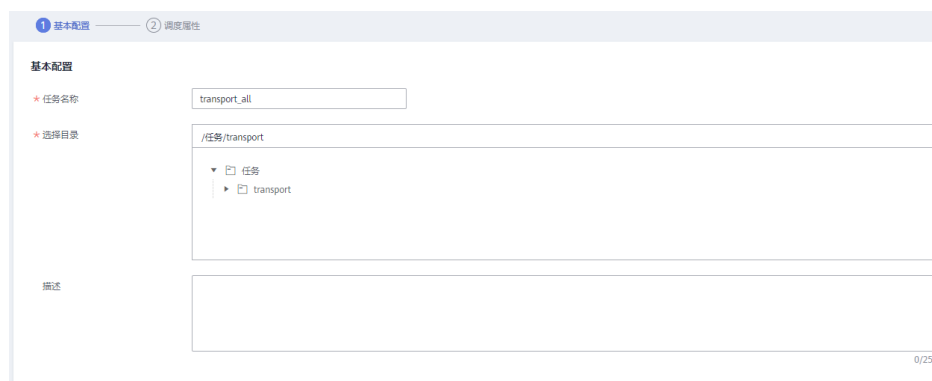 1 基本配置 2 调度属性
基本配置
* 任务名称 transport_all
* 选择目录 /任务/transport
任务
transport
描述
0/25